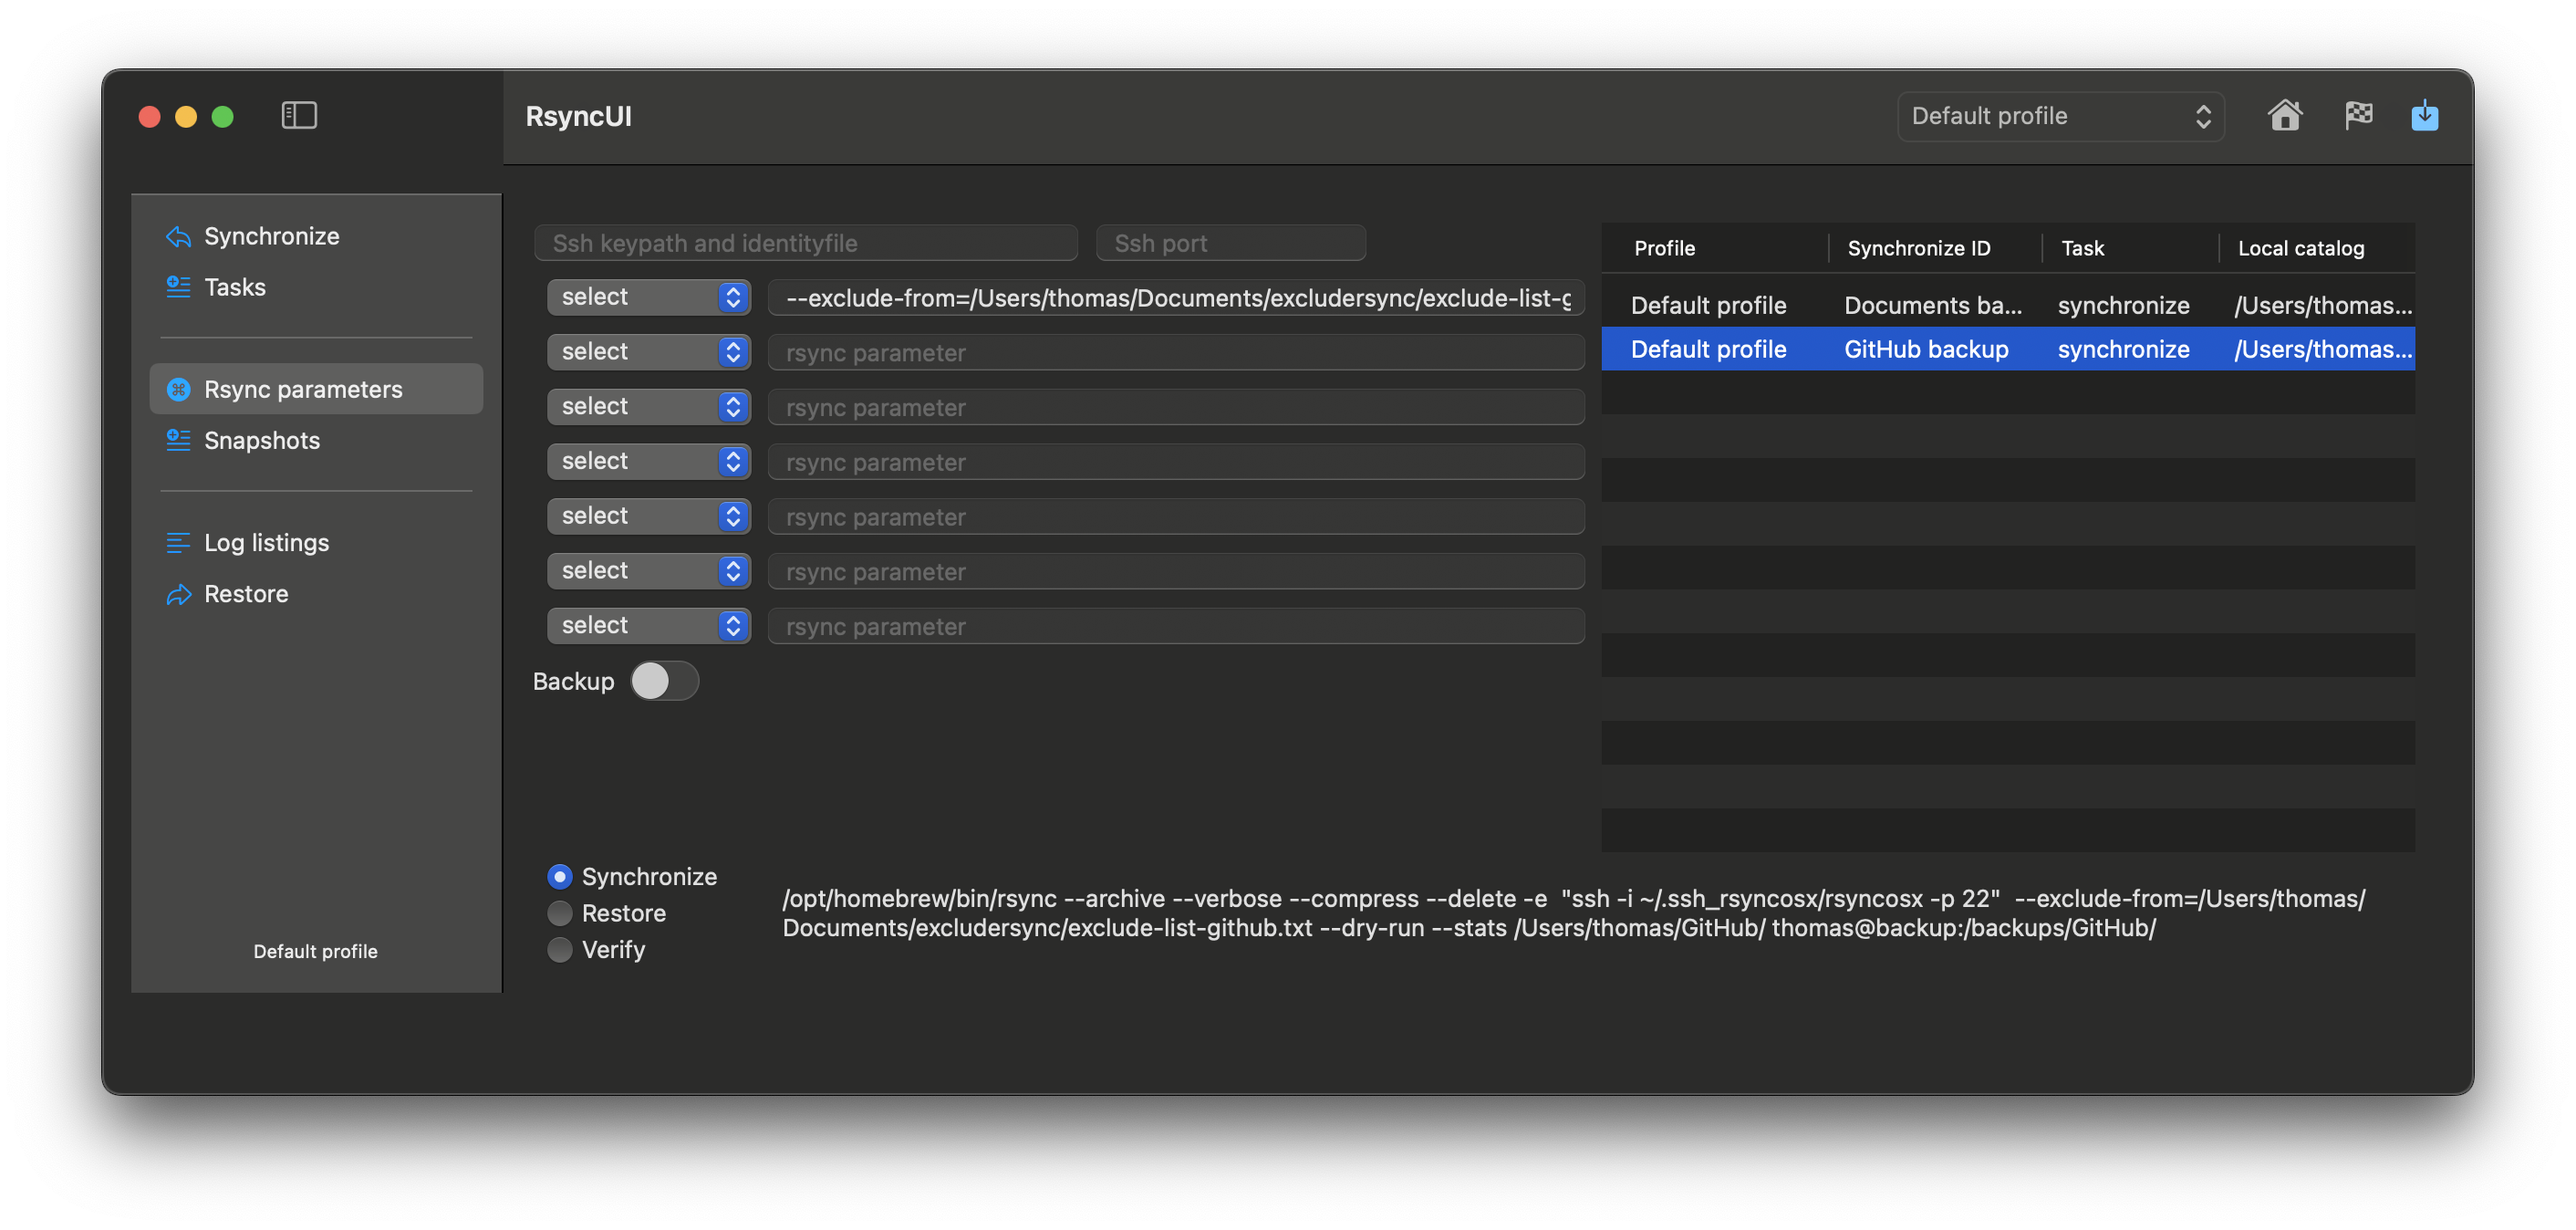 RsyncUI
Default profile
Synchronize
Tasks
Rsync parameters
Snapshots
Log listings
Restore
Default profile
Ssh keypath and identityfile
Ssh port
select
--exclude-from=/Users/thomas/Documents/excludersync/exclude-list-g
select
rsync parameter
select
rsync parameter
select
rsync parameter
select
rsync parameter
select
rsync parameter
select
rsync parameter
Backup
Profile Synchronize ID Task Local catalog
Default profile Documents ba... synchronize /Users/thomas...
Default profile GitHub backup synchronize /Users/thomas...
Synchronize
Restore
Verify
/opt/homebrew/bin/rsync --archive --verbose --compress --delete -e "ssh -i ~/.ssh_rsyncosx/rsyncosx -p 22" --exclude-from=/Users/thomas/
Documents/excludersync/exclude-list-github.txt --dry-run --stats /Users/thomas/GitHub/ thomas@backup:/backups/GitHub/